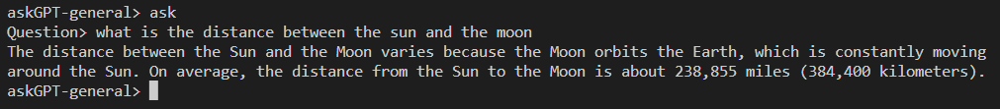 askGPT-general> ask
Question> what is the distance between the sun and the moon
The distance between the Sun and the Moon varies because the Moon orbits the Earth, which is constantly moving
around the Sun. On average, the distance from the Sun to the Moon is about 238,855 miles (384,400 kilometers).
askGPT-general>